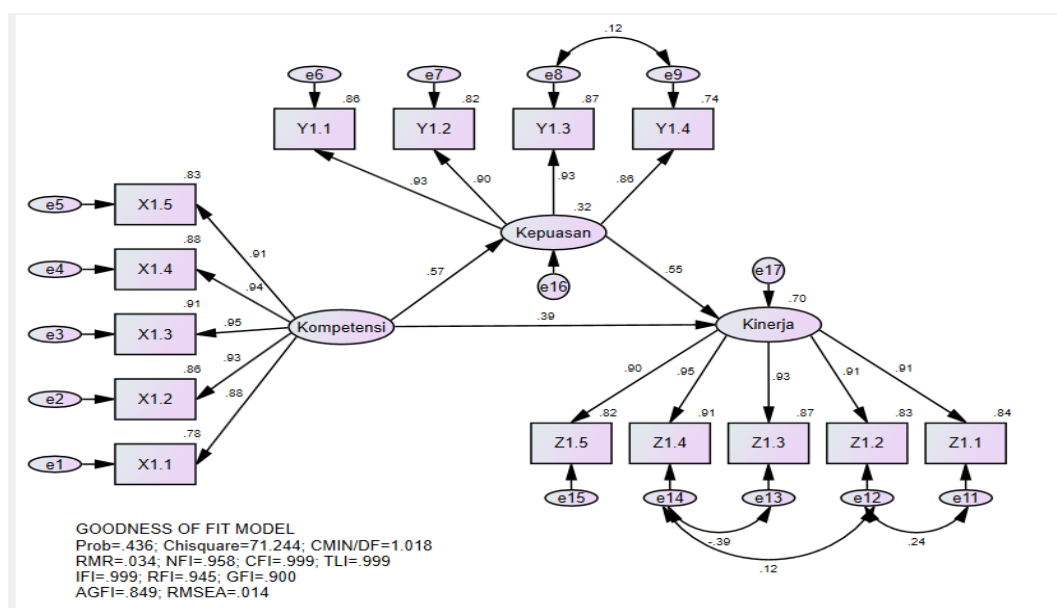 .12
e6
e7
e8
e9
.86
.82
.87
.74
Y1.1
Y1.2
Y1.3
Y1.4
.83
e5
X1.5
.93
.90
.93
.86
.32
.88
Kepuasan
e4
X1.4
.91
.57
e16
.55
e17
.94
.91
.70
e3
X1.3
.95
Kompetensi
.39
Kinerja
.93
.86
e2
X1.2
.88
.90
.95
.93
.91
.91
.78
.82
.91
.87
.83
.84
e1
X1.1
Z1.5
Z1.4
Z1.3
Z1.2
Z1.1
e15
e14
e13
e12
e11
-.39
.24
.12
GOODNESS OF FIT MODEL
Prob=.436; Chisquare=71.244; CMIN/DF=1.018
RMR=.034; NFI=.958; CFI=.999; TLI=.999
IFI=.999; RFI=.945; GFI=.900
AGFI=.849; RMSEA=.014